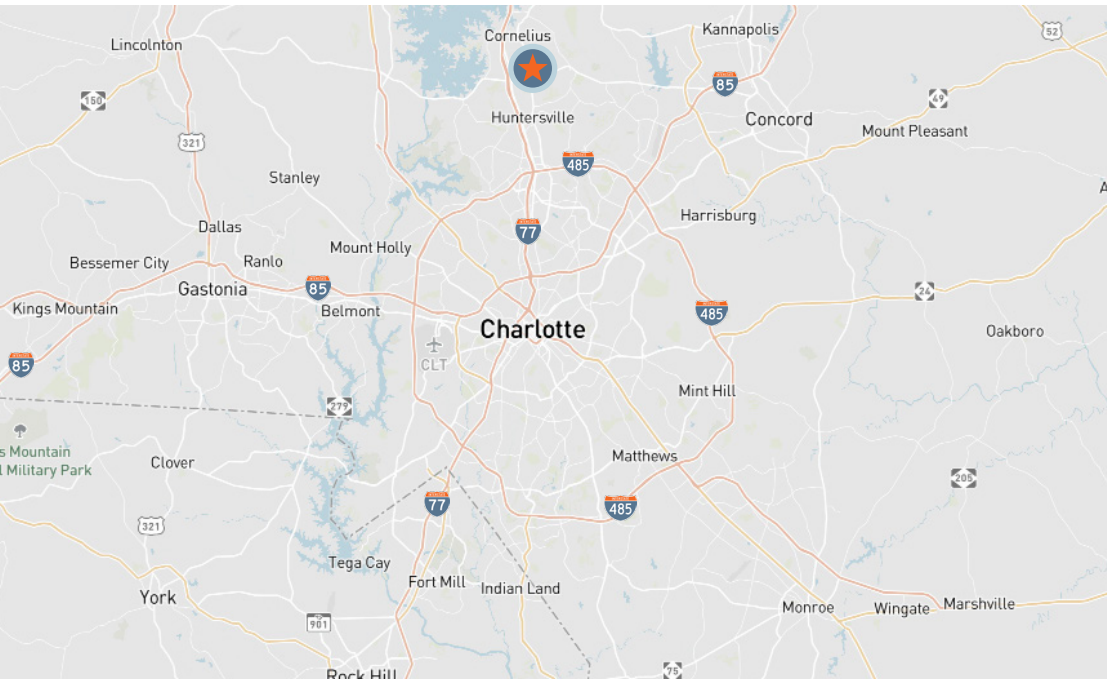 Cornelius
Kannapolis
52
Lincolnton
85
150
49
Huntersville
Concord
Mount Pleasant
321
485
Stanley
A
Harrisburg
Dallas
77
Mount Holly
Bessemer City
Ranlo
Gastonia
85
24
Kings Mountain
Belmont
485
Charlotte
Oakboro
CLT
85
Mint Hill
279
s Mountain
l Military Park
Clover
Matthews
205
77
485
321
Tega Cay
Fort Mill
Indian Land
York
Monroe
Wingate
Marshville
901
Rock Hill
75